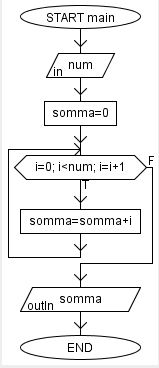 START main
num
in
somma=0
i=0; i<num; i=i+1
F
T
somma=somma+i
somma
outln
END